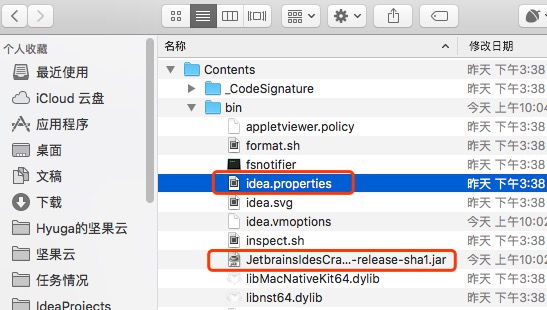 个人收藏
最近使用
iCloud 云盘
应用程序
桌面
文稿
下载
Hyuga的坚果云
坚果云
任务情况
IdeaProjects
名称 修改日期
Contents 昨天 下午3:38
_CodeSignature 昨天 下午3:38
bin 今天 上午10:04
appletviewer.policy 昨天 下午3:38
format.sh 昨天 下午3:38
fsnotifier 昨天 下午3:38
idea.properties 昨天 下午3:38
idea.svg 昨天 下午3:38
idea.vmoptions 今天 上午10:04
inspect.sh 昨天 下午3:38
JetbrainsIdesCra...-release-sha1.jar 今天 上午10:02
libMacNativeKit64.dylib 昨天 下午3:38
libnst64.dylib 昨天 下午3:38